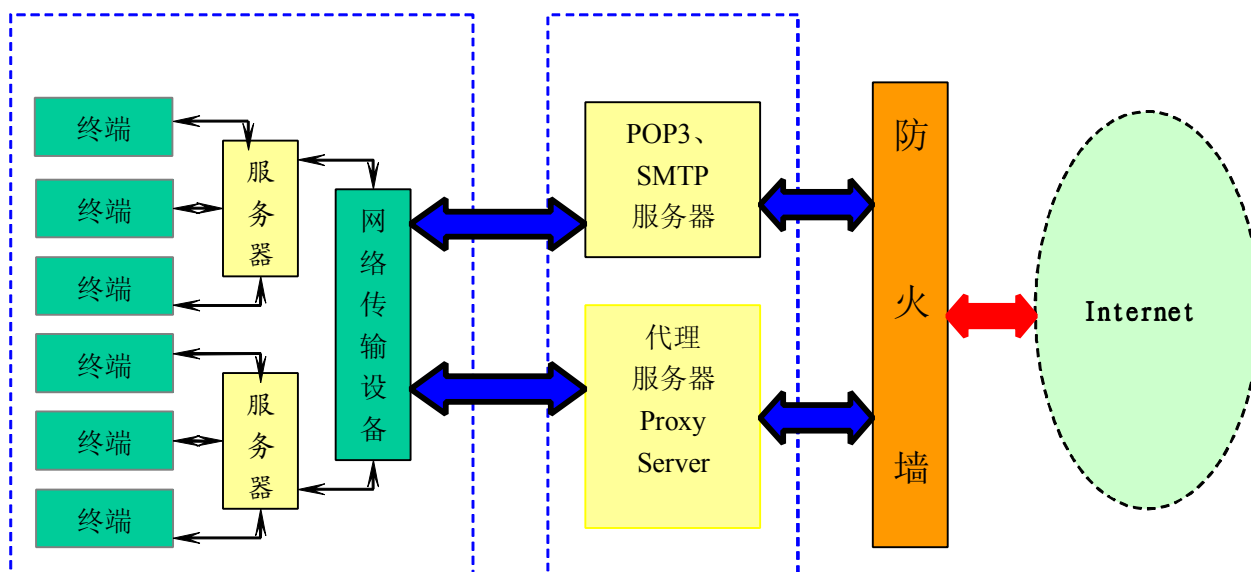 终端
终端
终端
终端
终端
终端
服
务
器
服
务
器
网
络
传
输
设
备
POP3、
SMTP
服务器
代理
服务器
Proxy
Server
防
火
墙
Internet